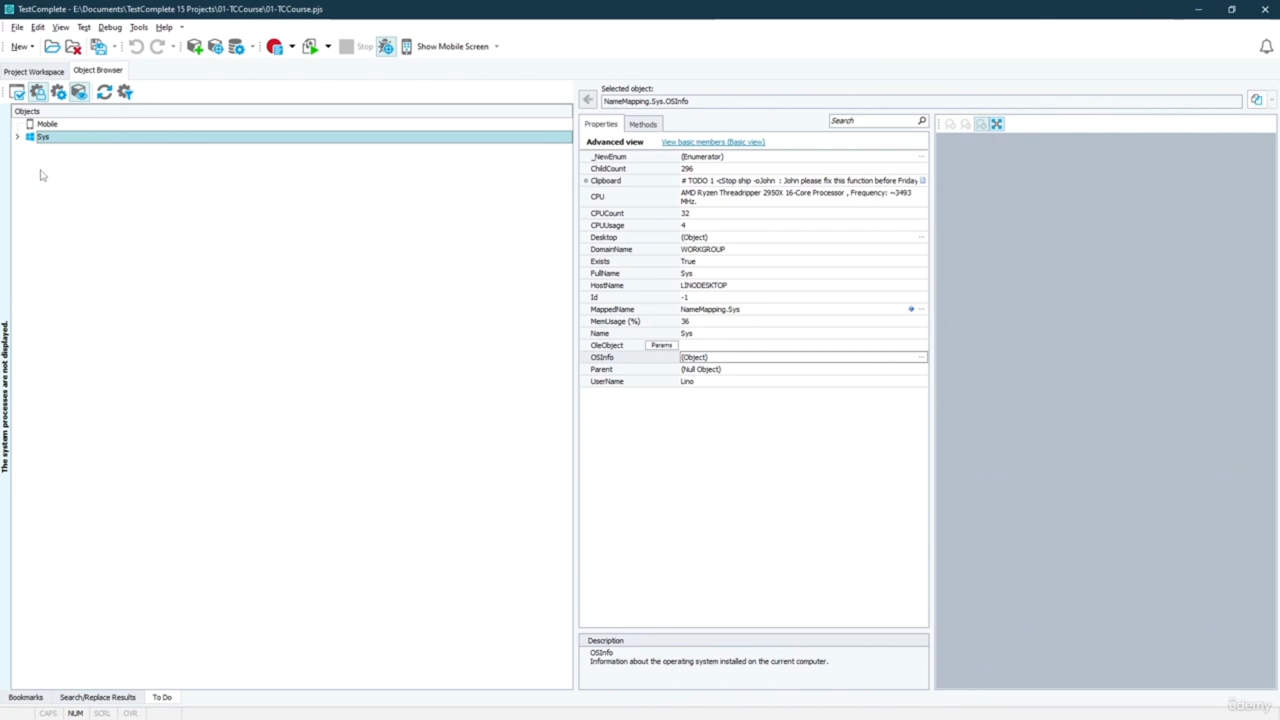 TestComplete - E:\Documents\TestComplete 15 Projects\01-TCCourse\01-TCCourse.pjs
File Edit View Test Debug Tools Help
New Stop Show Mobile Screen
Project Workspace Object Browser
Objects
Mobile
Sys
The system processes are not displayed.
Selected object:
NameMapping.Sys.OSInfo
Properties Methods Search
Advanced view View basic members (Basic view)
_NewEnum (Enumerator)
ChildCount 296
Clipboard # TODO 1 -cStop ship -oJohn : John please fix this function before Friday
CPU AMD Ryzen Threadripper 2950X 16-Core Processor , Frequency: ~3493 MHz.
CPUCount 32
CPUUsage 4
Desktop (Object)
DomainName WORKGROUP
Exists True
FullName Sys
HostName LINODESKTOP
Id -1
MappedName NameMapping.Sys
MemUsage (%) 36
Name Sys
OleObject Params
OSInfo (Object)
Parent (Null Object)
UserName Lino
Description
OSInfo
Information about the operating system installed on the current computer.
Bookmarks Search/Replace Results To Do
CAPS NUM SCRL OVR
ûdemy